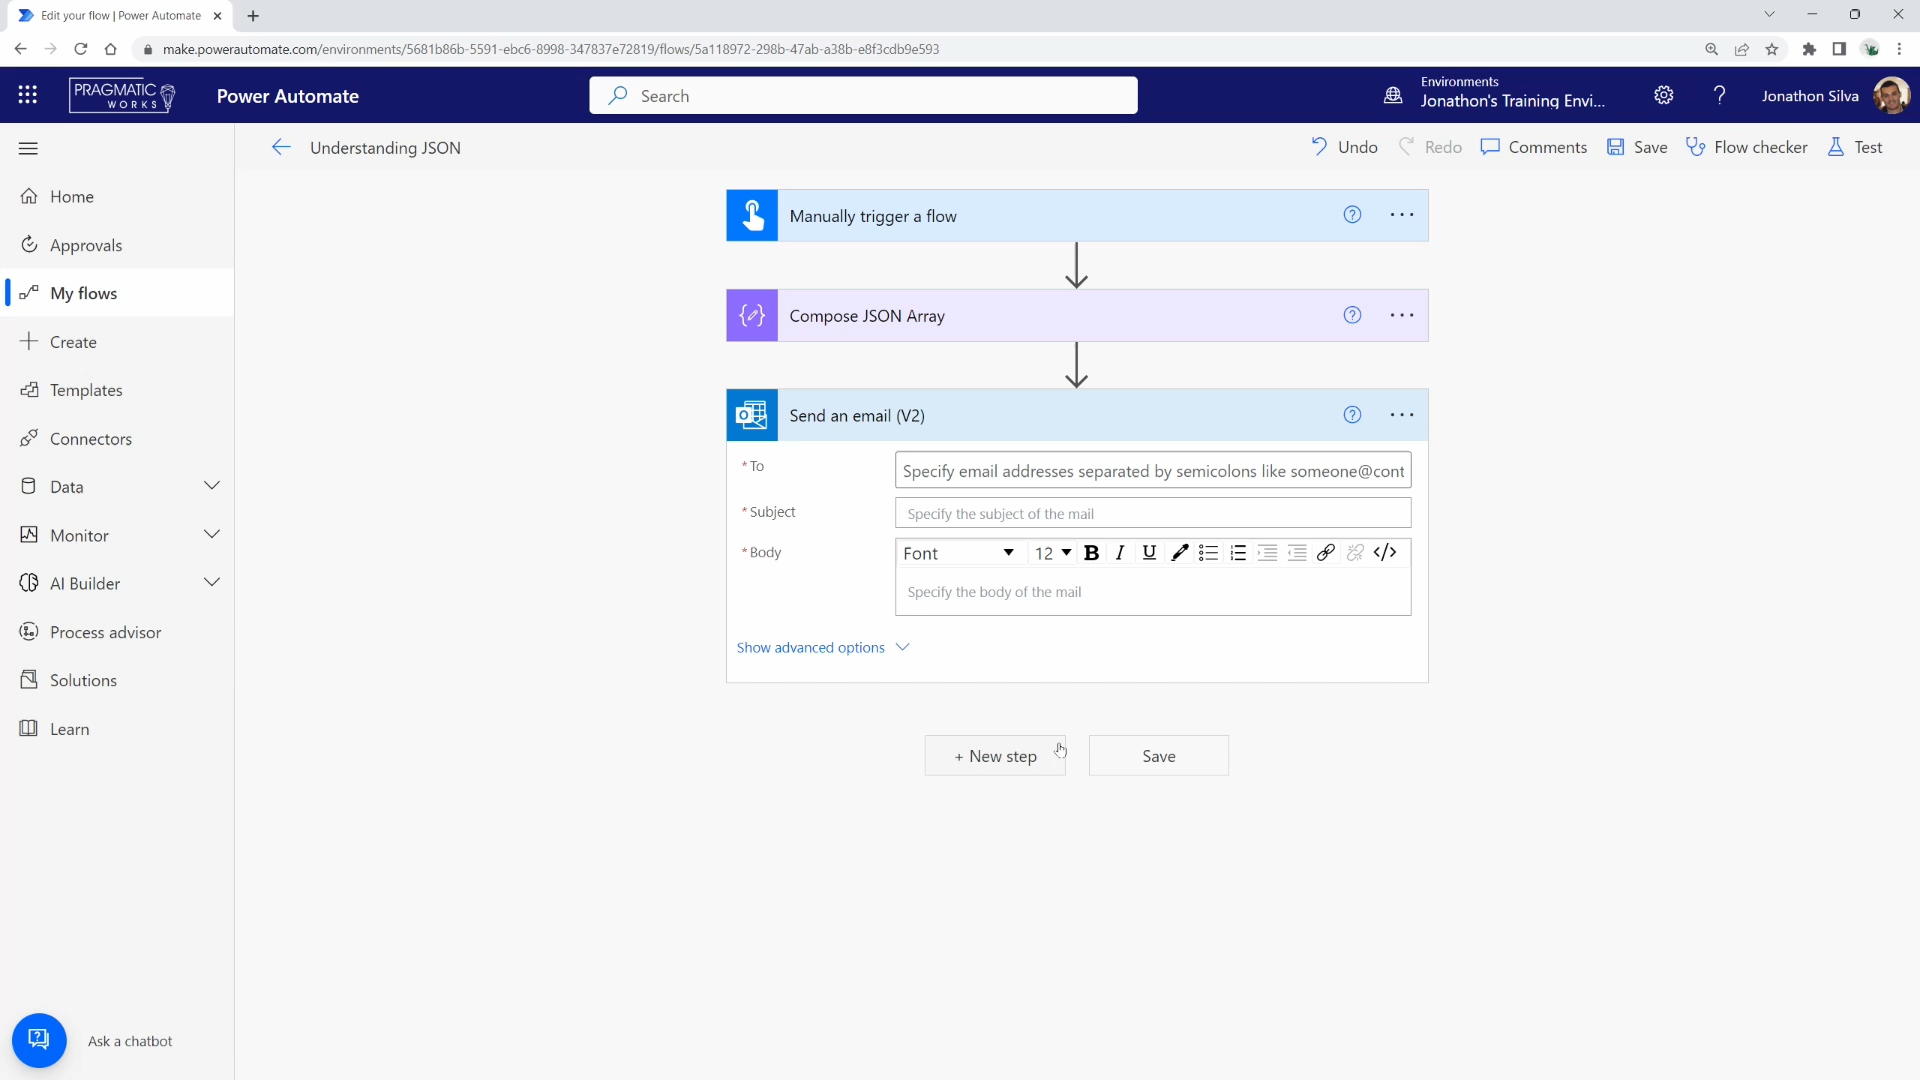 Edit your flow | Power Automate
make.powerautomate.com/environments/5681b86b-5591-ebc6-8998-347837e72819/flows/5a118972-298b-47ab-a38b-e8f3cdb9e593
PRAGMATIC
WORKS
Power Automate
Search
Environments
Jonathon's Training Envi...
?
Jonathon Silva
Understanding JSON
Undo
Redo
Comments
Save
Flow checker
Test
Home
Approvals
My flows
Create
Templates
Connectors
Data
Monitor
AI Builder
Process advisor
Solutions
Learn
Ask a chatbot
Manually trigger a flow
Compose JSON Array
Send an email (V2)
* To
Specify email addresses separated by semicolons like someone@cont
* Subject
Specify the subject of the mail
* Body
Font 12 B I U </>
Specify the body of the mail
Show advanced options
+ New step
Save